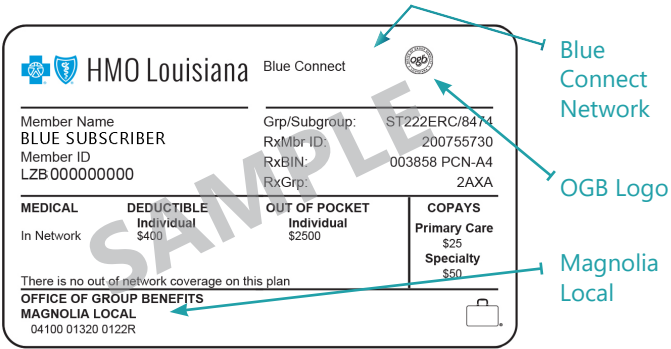 HMO Louisiana
Blue Connect
ogb
Blue
Connect
Network
OGB Logo
Member Name
BLUE SUBSCRIBER
Member ID
LZB000000000
Grp/Subgroup: ST222ERC/8474
RxMbr ID: 200755730
RxBIN: 003858 PCN-A4
RxGrp: 2AXA
SAMPLE
MEDICAL DEDUCTIBLE OUT OF POCKET COPAYS
Individual Individual Primary Care
In Network $400 $2500 $25
Specialty
$50
There is no out of network coverage on this plan
Magnolia
Local
OFFICE OF GROUP BENEFITS
MAGNOLIA LOCAL
04100 01320 0122R